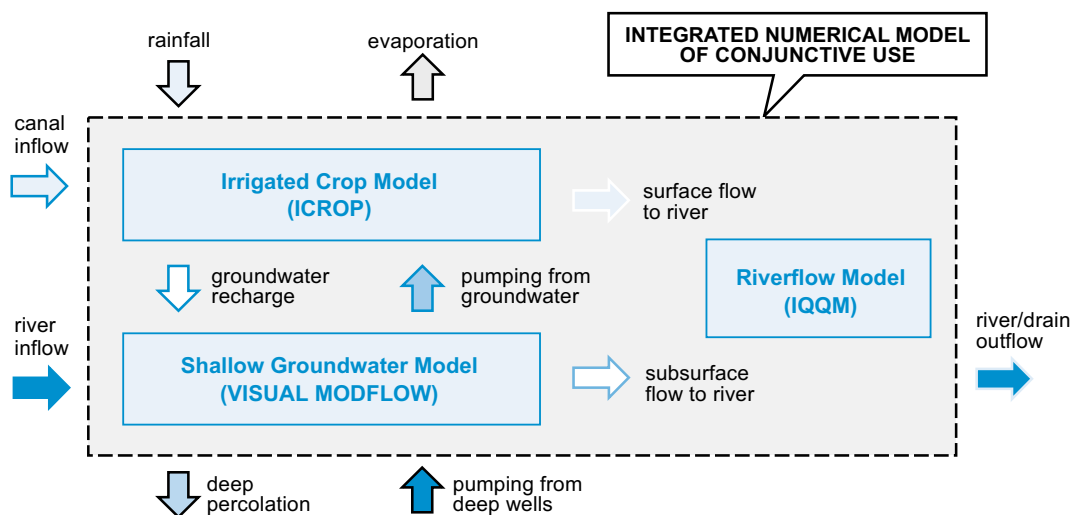 rainfall
evaporation
INTEGRATED NUMERICAL MODEL
OF CONJUNCTIVE USE
canal
inflow
Irrigated Crop Model
(ICROP)
surface flow
to river
groundwater
recharge
pumping from
groundwater
Riverflow Model
(IQQM)
river
inflow
Shallow Groundwater Model
(VISUAL MODFLOW)
subsurface
flow to river
river/drain
outflow
deep
percolation
pumping from
deep wells